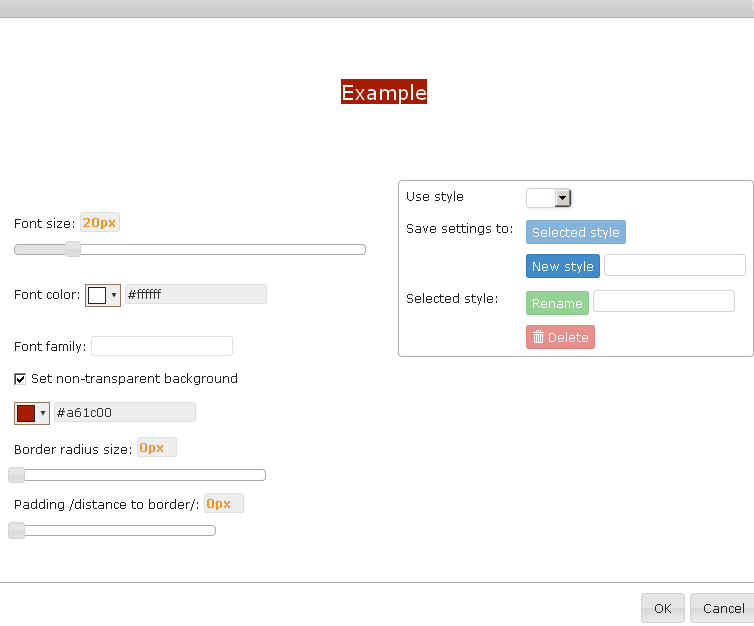 Example
Font size: 20px
Font color: #ffffff
Font family:
Set non-transparent background
#a61c00
Border radius size: 0px
Padding /distance to border/: 0px
Use style
Save settings to: Selected style
New style
Selected style: Rename
Delete
OK Cancel